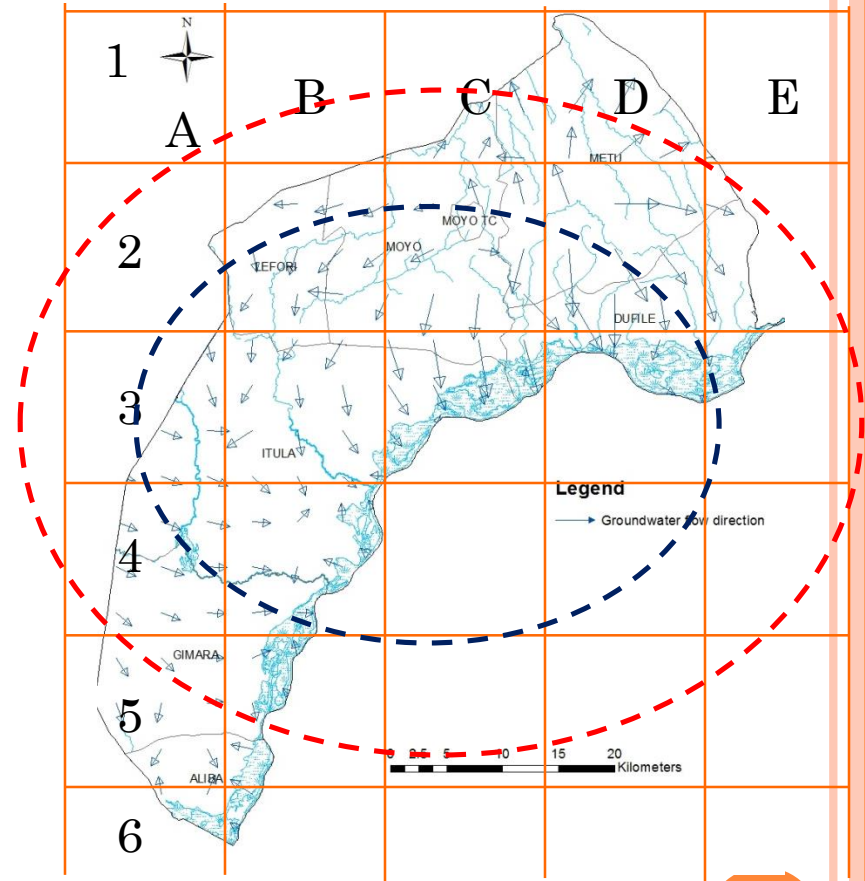 N
1
A
B
C
D
E
METU
2
MOYO TC
MOYO
LEFORI
DUFILE
3
ITULA
Legend
Groundwater flow direction
4
GIMARA
5
0 2.5 5 10 15 20
Kilometers
ALIBA
6